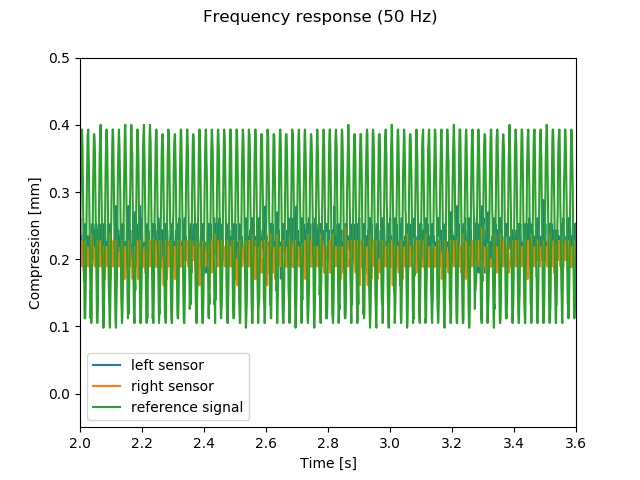 Frequency response (50 Hz)
0.5
0.4
0.3
0.2
0.1
0.0
Compression [mm]
left sensor
right sensor
reference signal
2.0 2.2 2.4 2.6 2.8 3.0 3.2 3.4 3.6
Time [s]